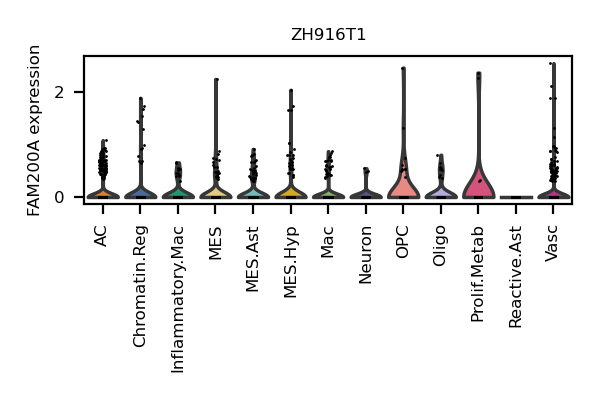 ZH916T1
FAM200A expression
2
0
AC
Chromatin.Reg
Inflammatory.Mac
MES
MES.Ast
MES.Hyp
Mac
Neuron
OPC
Oligo
Prolif.Metab
Reactive.Ast
Vasc